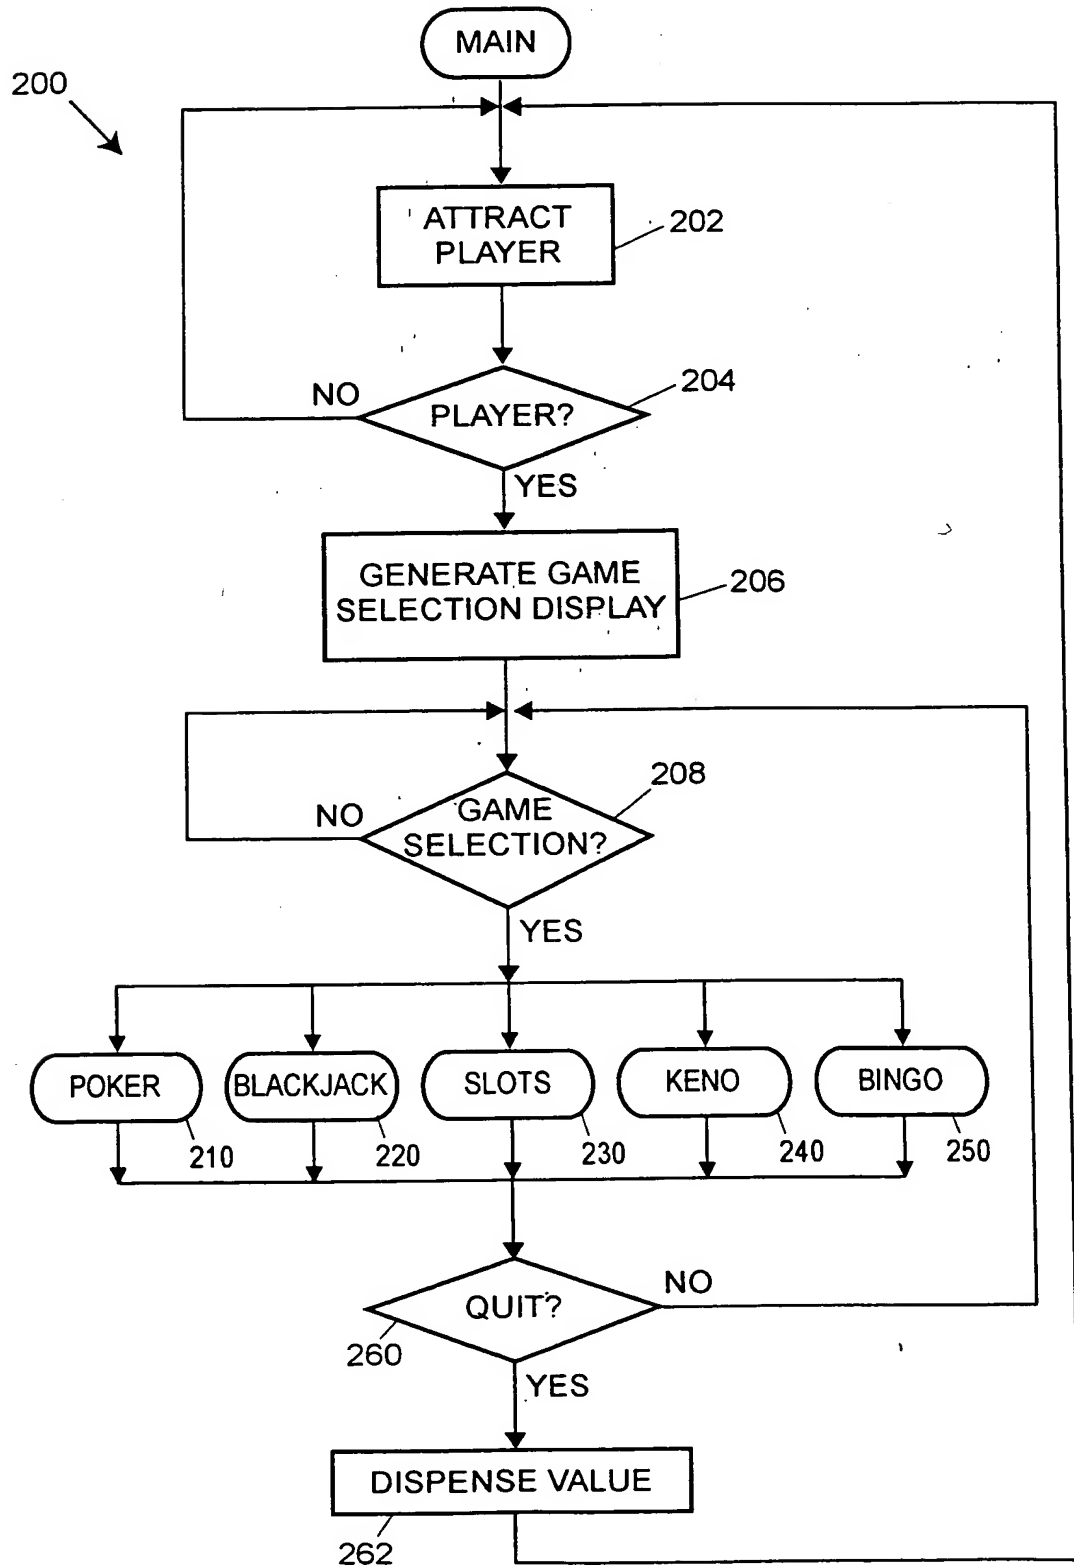 MAIN
200
ATTRACT
PLAYER
202
NO
PLAYER?
204
YES
GENERATE GAME
SELECTION DISPLAY
206
NO
GAME
SELECTION?
208
YES
POKER
BLACKJACK
SLOTS
KENO
BINGO
210
220
230
240
250
QUIT?
NO
260
YES
DISPENSE VALUE
262